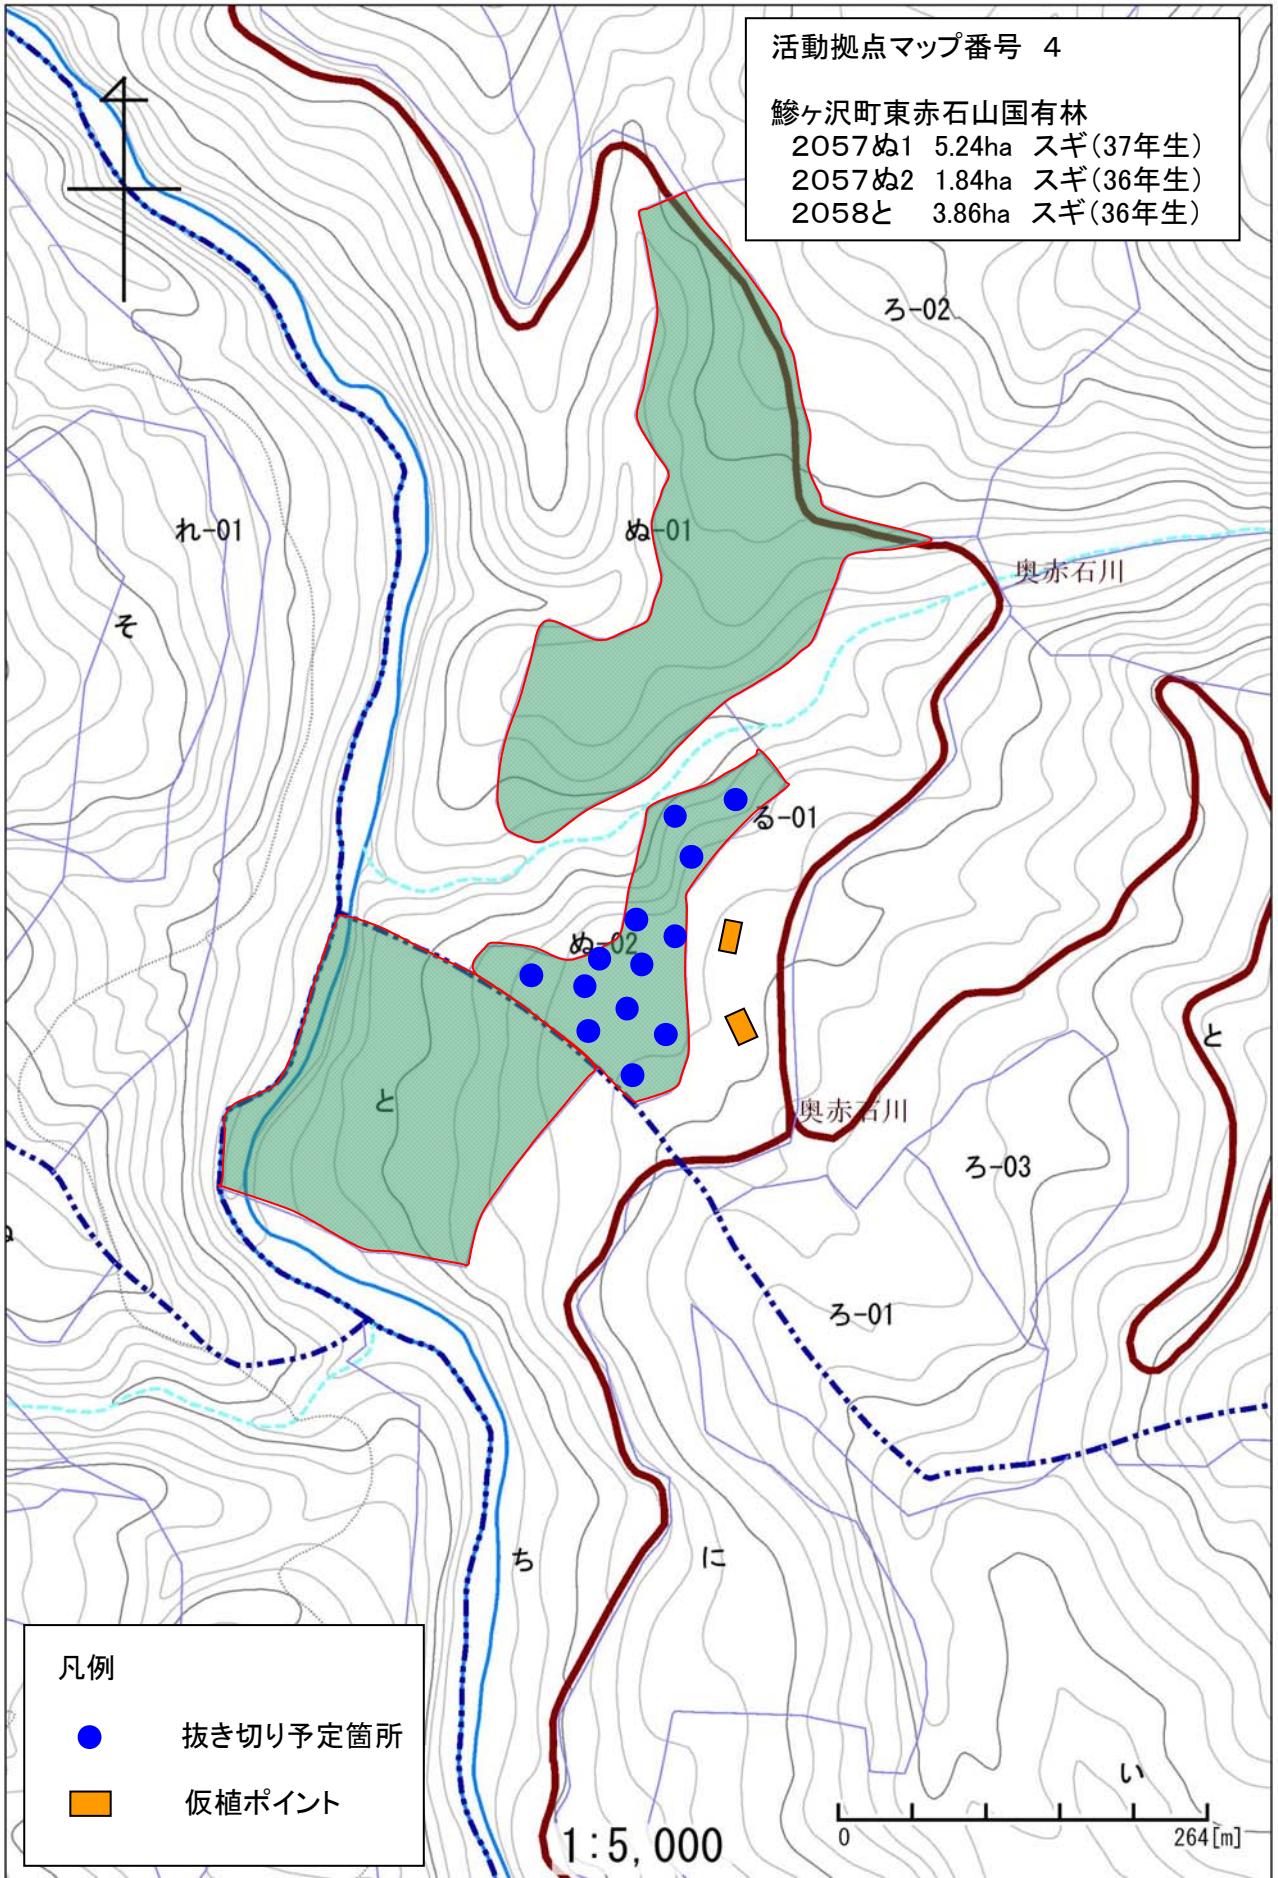 活動拠点マップ番号　4
鰺ヶ沢町東赤石山国有林
2057ぬ1　5.24ha　スギ(37年生)
2057ぬ2　1.84ha　スギ(36年生)
2058と　3.86ha　スギ(36年生)
ろ-02
れ-01
ぬ-01
奥赤石川
そ
る-01
ぬ-02
と
と
奥赤石川
ろ-03
ろ-01
ち
に
い
凡例
抜き切り予定箇所
仮植ポイント
1:5,000
0
264[m]